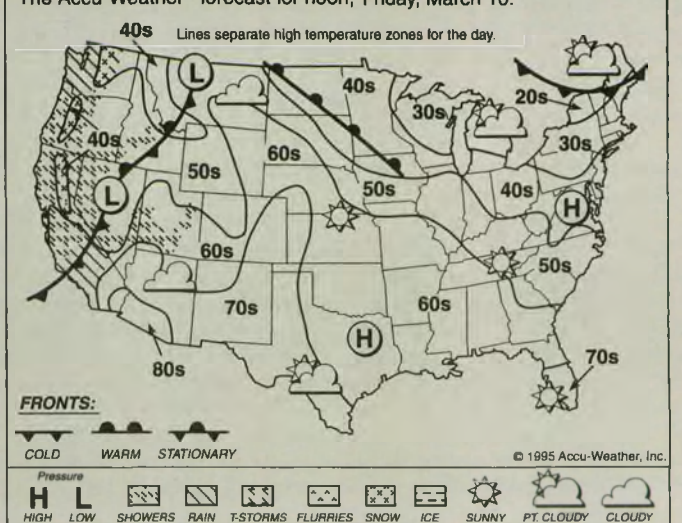 The Accu-Weather® forecast for noon, Friday, March 10.
Lines separate high temperature zones for the day.
40s
L
40s
30s
20s
40s
60s
30s
50s
50s
40s
L
H
60s
50s
70s
60s
H
80s
70s
FRONTS:
COLD WARM STATIONARY
© 1995 Accu-Weather, Inc.
Pressure
H L
HIGH LOW SHOWERS RAIN T-STORMS FLURRIES SNOW ICE SUNNY PT. CLOUDY CLOUDY